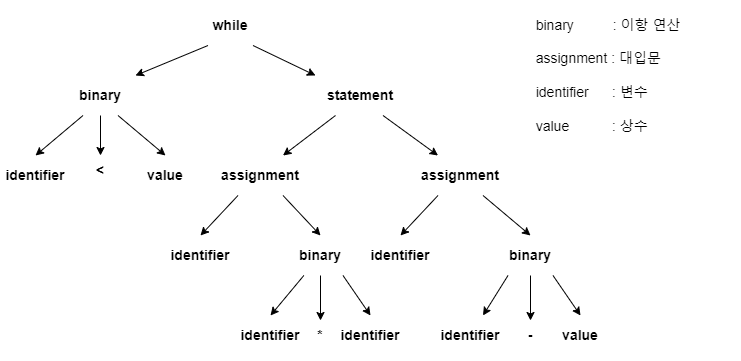 while
binary statement
identifier < value assignment assignment
identifier binary identifier binary
identifier * identifier identifier - value
binary : 이항 연산
assignment : 대입문
identifier : 변수
value : 상수